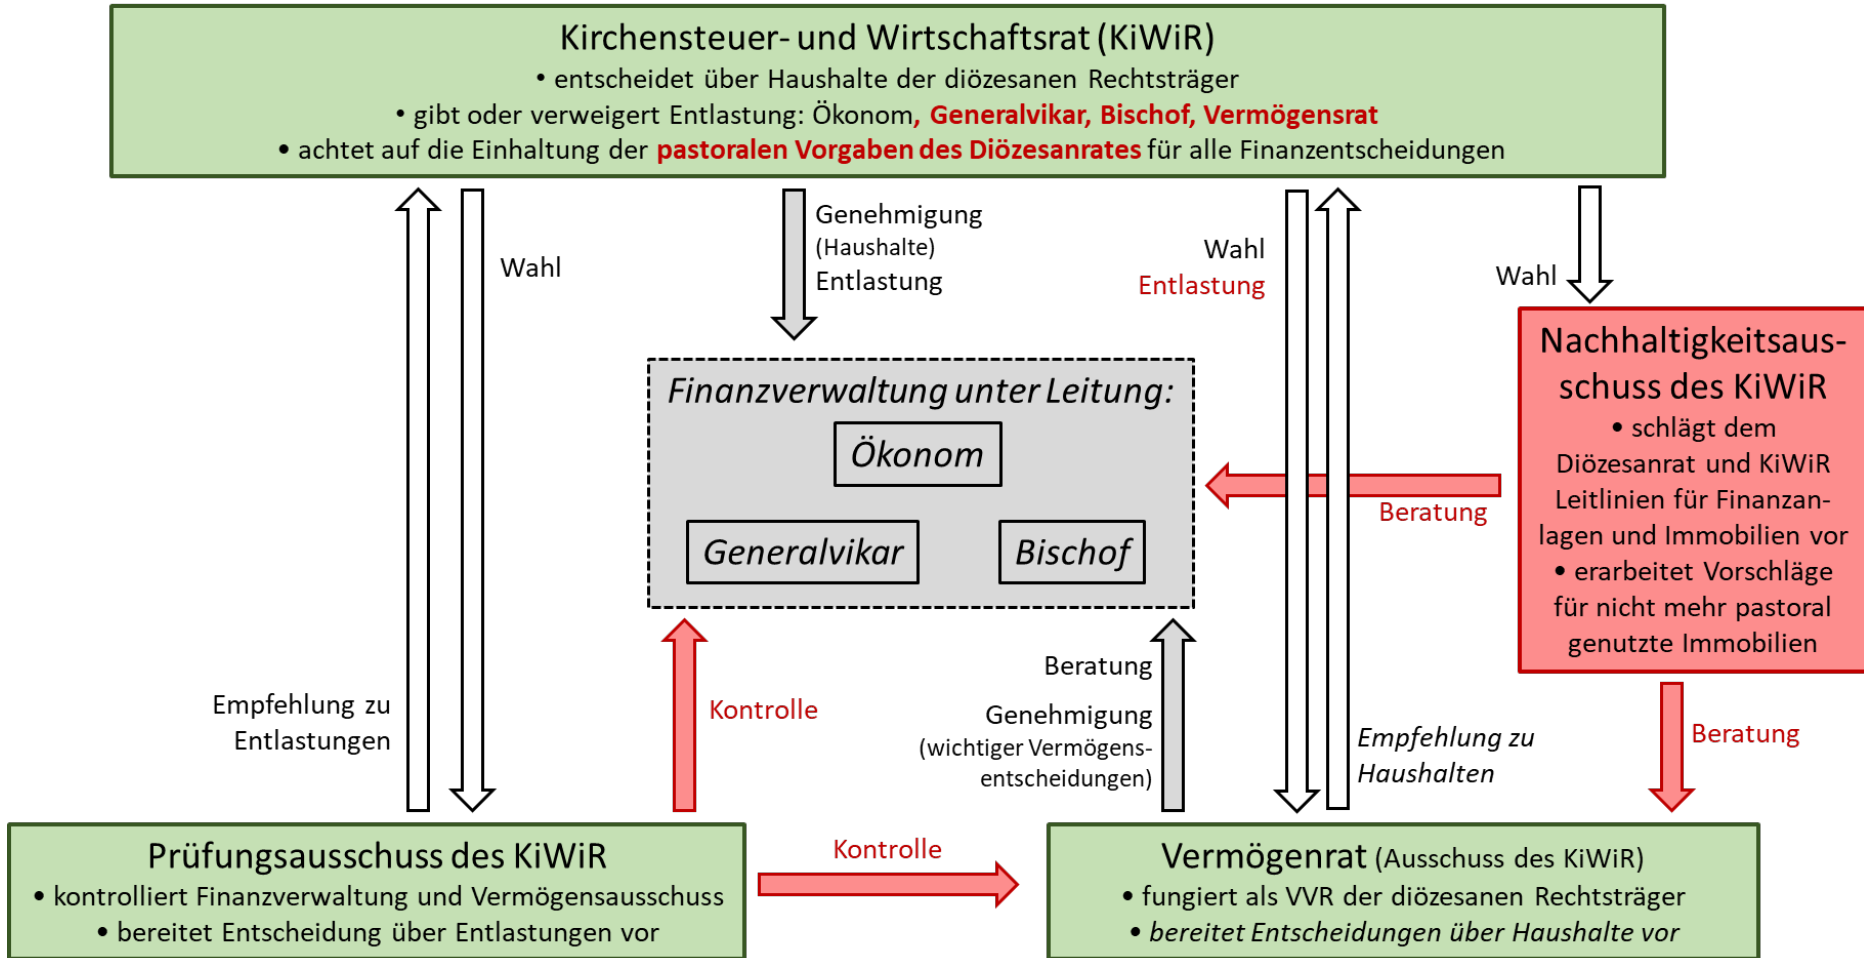 Kirchensteuer- und Wirtschaftsrat (KiWiR)
• entscheidet über Haushalte der diözesanen Rechtsträger
• gibt oder verweigert Entlastung: Ökonom, Generalvikar, Bischof, Vermögensrat
• achtet auf die Einhaltung der pastoralen Vorgaben des Diözesanrates für alle Finanzentscheidungen
Wahl
Genehmigung
(Haushalte)
Entlastung
Wahl
Entlastung
Wahl
Finanzverwaltung unter Leitung:
Ökonom
Generalvikar
Bischof
Beratung
Nachhaltigkeitsaus-
schuss des KiWiR
• schlägt dem
Diözesanrat und KiWiR
Leitlinien für Finanzan-
lagen und Immobilien vor
• erarbeitet Vorschläge
für nicht mehr pastoral
genutzte Immobilien
Empfehlung zu
Entlastungen
Kontrolle
Beratung
Genehmigung
(wichtiger Vermögens-
entscheidungen)
Empfehlung zu
Haushalten
Beratung
Prüfungsausschuss des KiWiR
• kontrolliert Finanzverwaltung und Vermögensausschuss
• bereitet Entscheidung über Entlastungen vor
Kontrolle
Vermögenrat (Ausschuss des KiWiR)
• fungiert als VVR der diözesanen Rechtsträger
• bereitet Entscheidungen über Haushalte vor